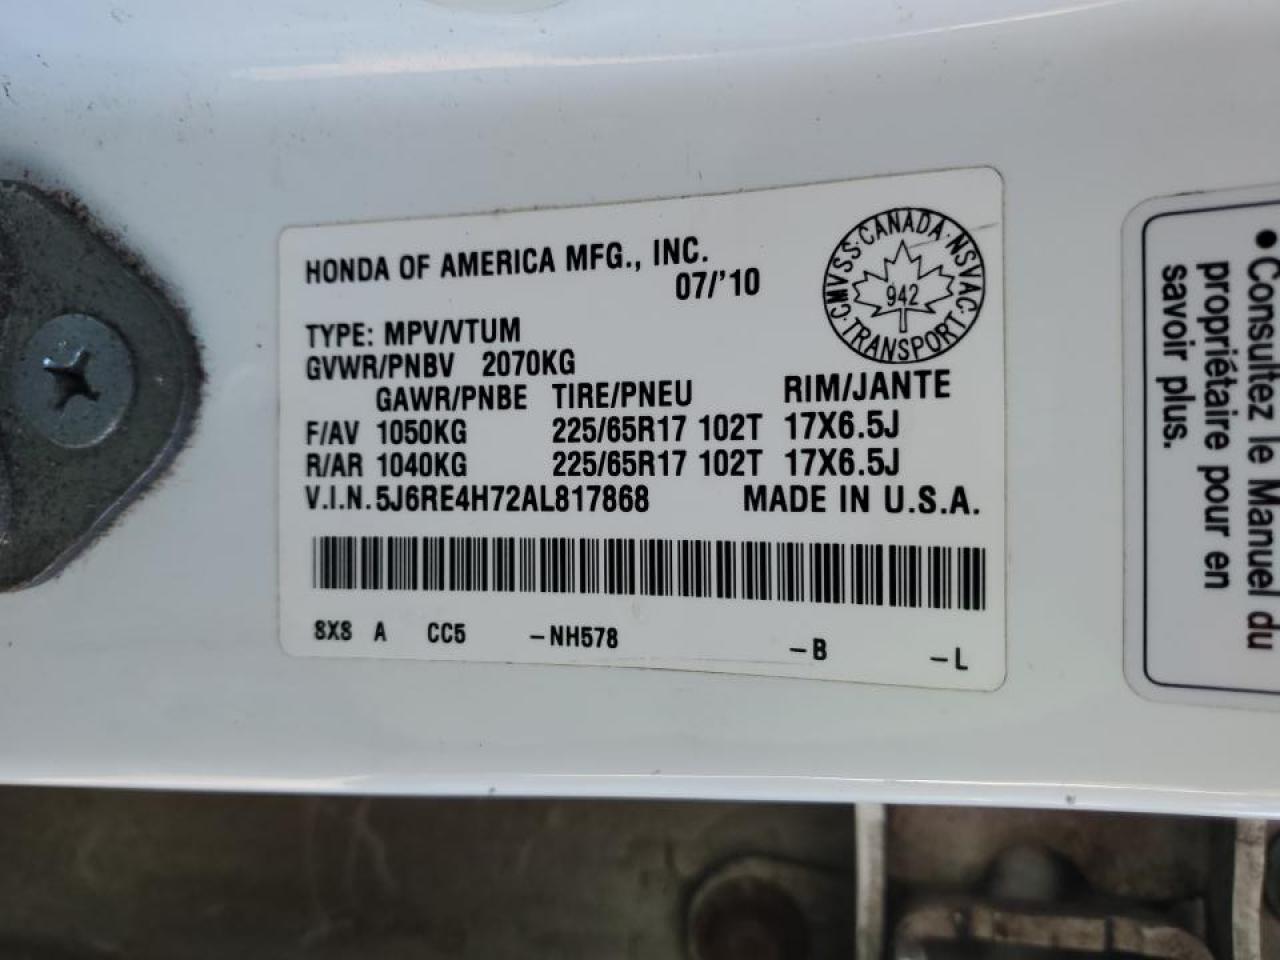 HONDA OF AMERICA MFG., INC.
07/'10
TYPE: MPV/VTUM
GVWR/PNBV 2070KG
GAWR/PNBE TIRE/PNEU RIM/JANTE
F/AV 1050KG 225/65R17 102T 17X6.5J
R/AR 1040KG 225/65R17 102T 17X6.5J
V.I.N. 5J6RE4H72AL817868 MADE IN U.S.A.
SXS A CC5 -NH578 -B -L
CMVSS·CANADA·NSVAC·TRANSPORT·
942
•Consultez le Manuel du
propriétaire pour en
savoir plus.